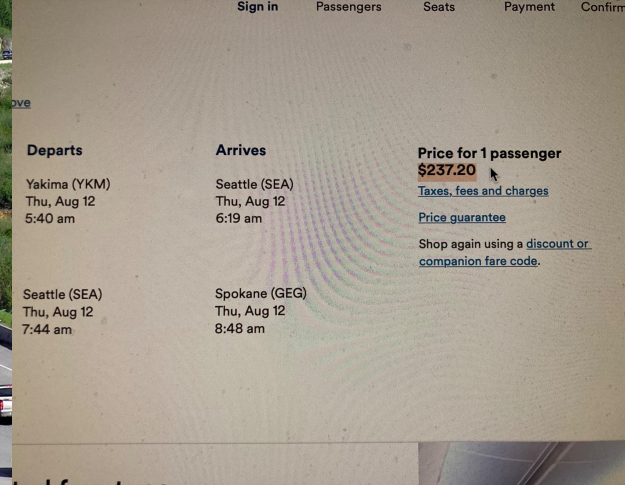 Sign in Passengers Seats Payment Confirm
ove
Departs Arrives Price for 1 passenger
$237.20
Yakima (YKM) Seattle (SEA) Taxes, fees and charges
Thu, Aug 12 Thu, Aug 12
5:40 am 6:19 am Price guarantee
Shop again using a discount or
companion fare code.
Seattle (SEA) Spokane (GEG)
Thu, Aug 12 Thu, Aug 12
7:44 am 8:48 am